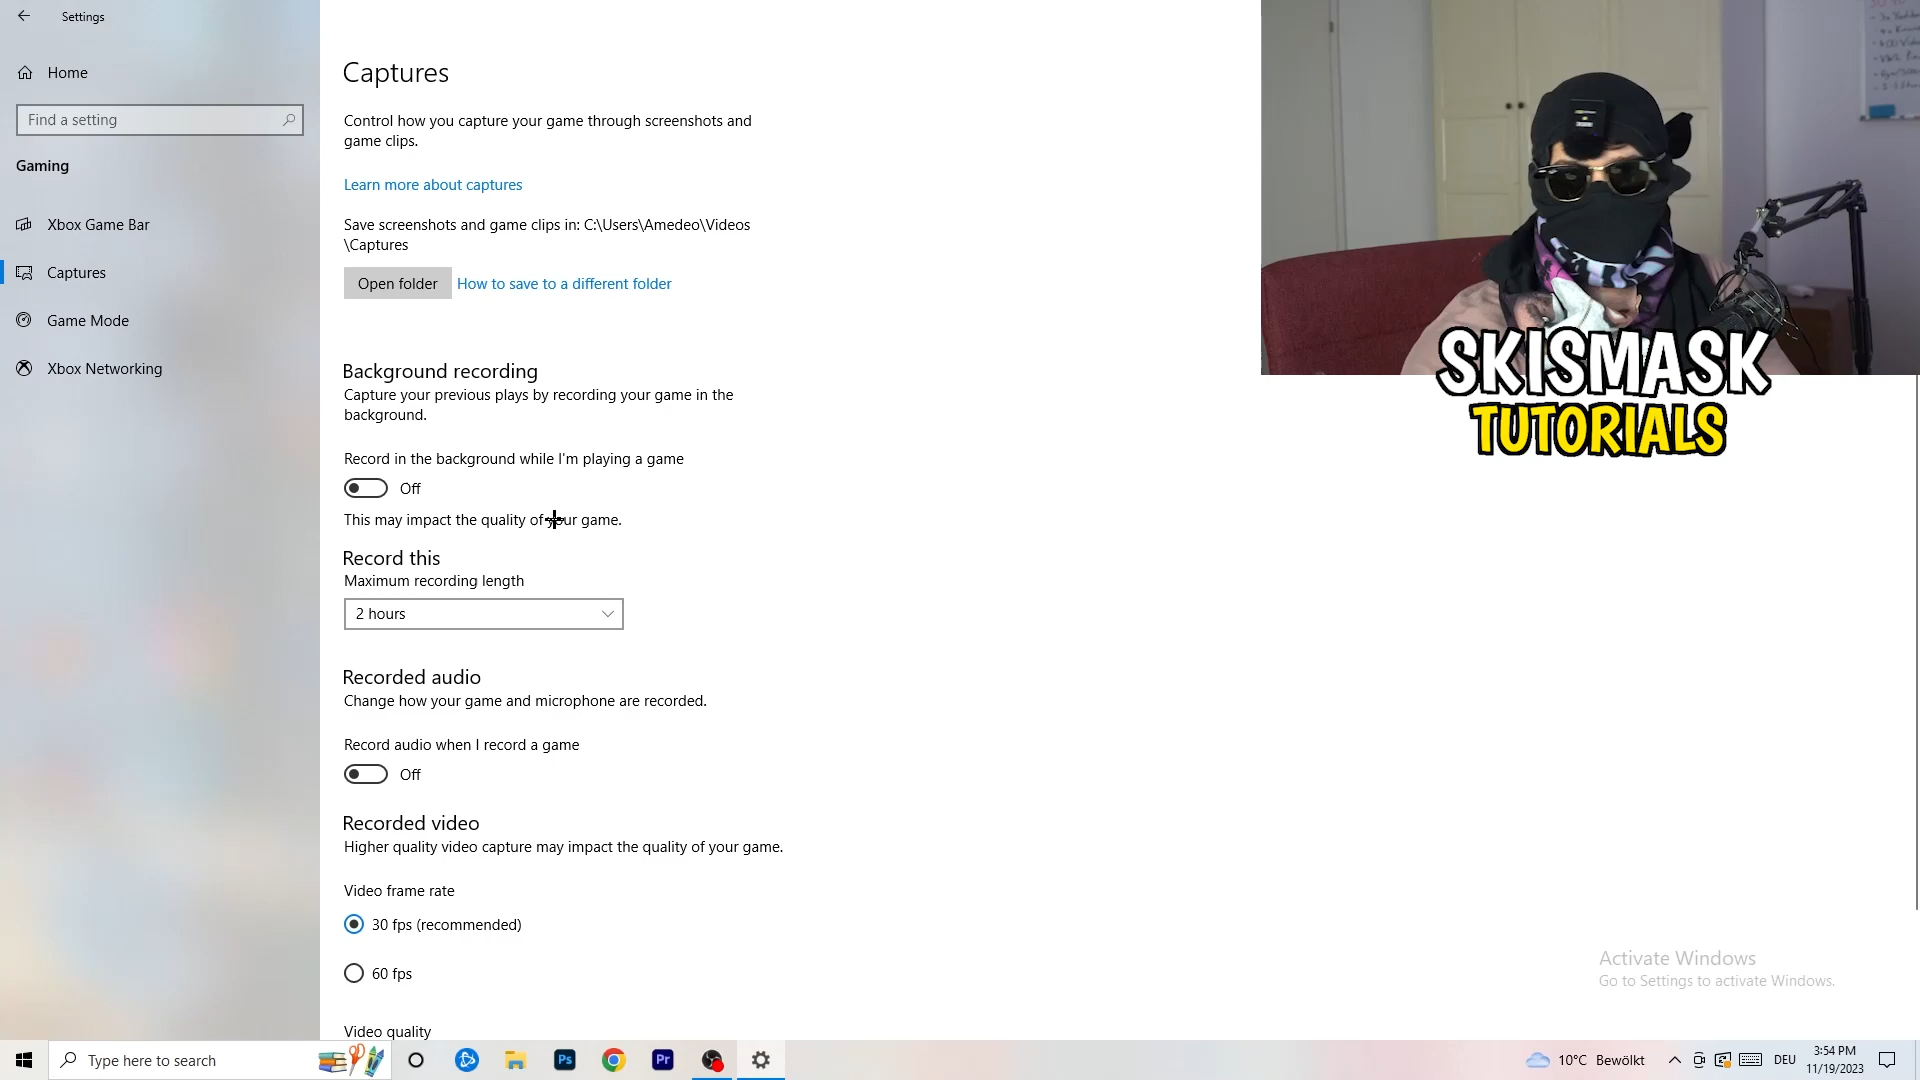 Settings
Home
Find a setting
Gaming
Xbox Game Bar
Captures
Game Mode
Xbox Networking
Captures
Control how you capture your game through screenshots and
game clips.
Learn more about captures
Save screenshots and game clips in: C:\Users\Amedeo\Videos
\Captures
Open folder
How to save to a different folder
Background recording
Capture your previous plays by recording your game in the
background.
Record in the background while I'm playing a game
Off
This may impact the quality of your game.
Record this
Maximum recording length
2 hours
Recorded audio
Change how your game and microphone are recorded.
Record audio when I record a game
Off
Recorded video
Higher quality video capture may impact the quality of your game.
Video frame rate
30 fps (recommended)
60 fps
Video quality
SKISMASK
TUTORIALS
Activate Windows
Go to Settings to activate Windows.
Type here to search
Ps
Pr
10°C Bewölkt
DEU
3:54 PM
11/19/2023